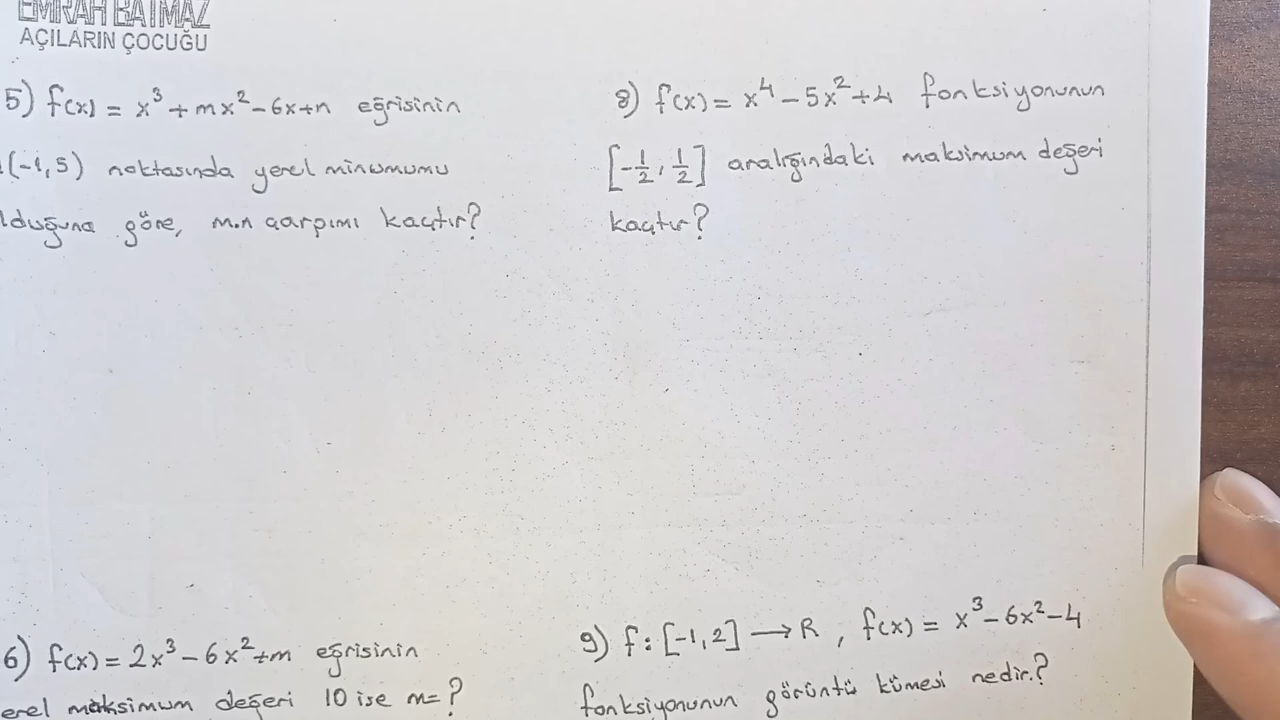 EMRAH BATMAZ
AÇILARIN ÇOCUĞU
5) f(x) = x³ + mx² - 6x + n eğrisinin
(-1, 5) noktasında yerel minumumu
lduğuna göre, m.n çarpımı kaçtır?
6) f(x) = 2x³ - 6x² + m eğrisinin
erel maksimum değeri 10 ise m = ?
8) f(x) = x⁴ - 5x² + 4 fonksiyonunun
[-1/2, 1/2] aralığındaki maksimum değeri
kaçtır?
9) f: [-1, 2] → R , f(x) = x³ - 6x² - 4
fonksiyonunun görüntü kümesi nedir.?